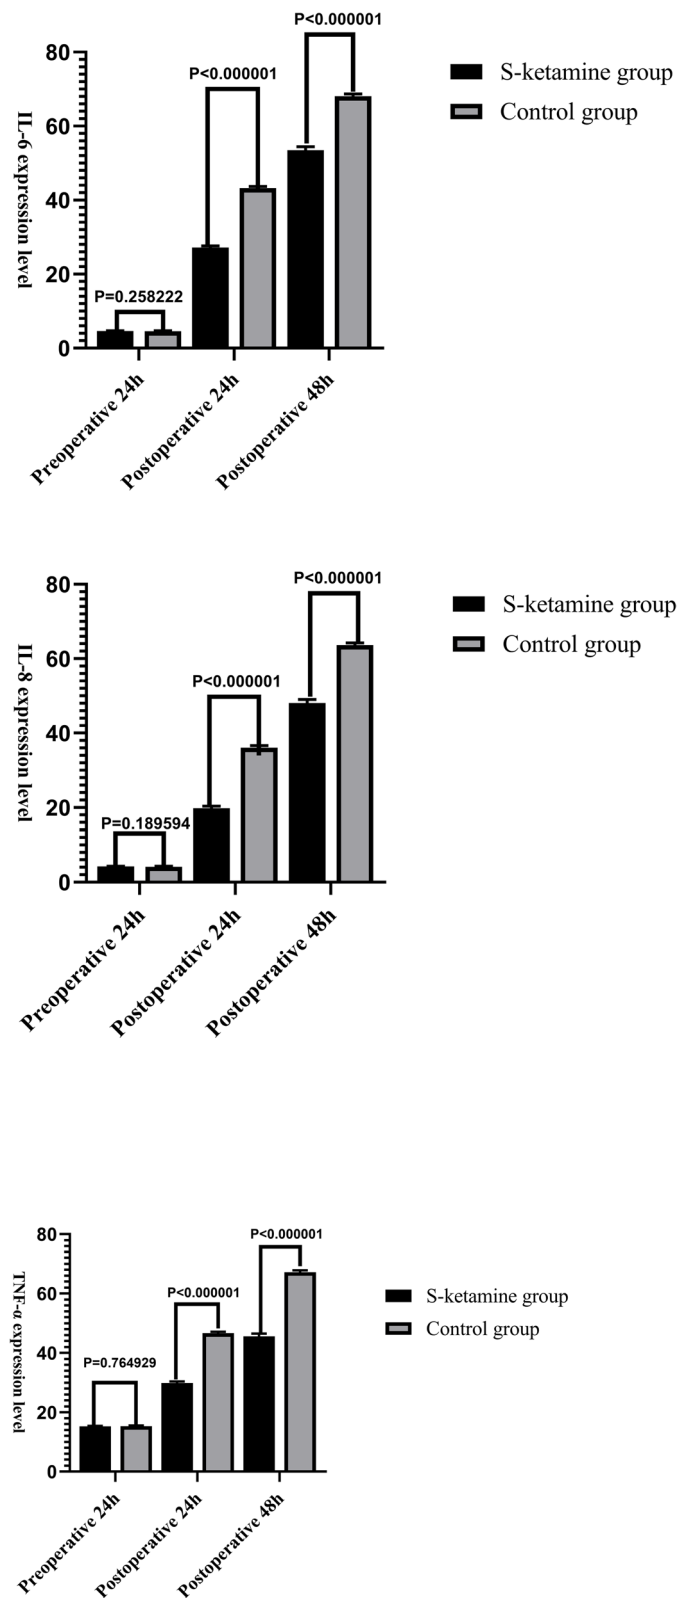 P<0.000001
80
S-ketamine group
P<0.000001
Control group
60
IL-6 expression level
40
20
P=0.258222
0
Preoperative 24h
Postoperative 24h
Postoperative 48h
P<0.000001
80
S-ketamine group
Control group
60
P<0.000001
IL-8 expression level
40
20
P=0.189594
0
Preoperative 24h
Postoperative 24h
Postoperative 48h
P<0.000001
80
P<0.000001
S-ketamine group
60
Control group
TNF-α expression level
P=0.764929
40
20
0
Preoperative 24h
Postoperative 24h
Postoperative 48h